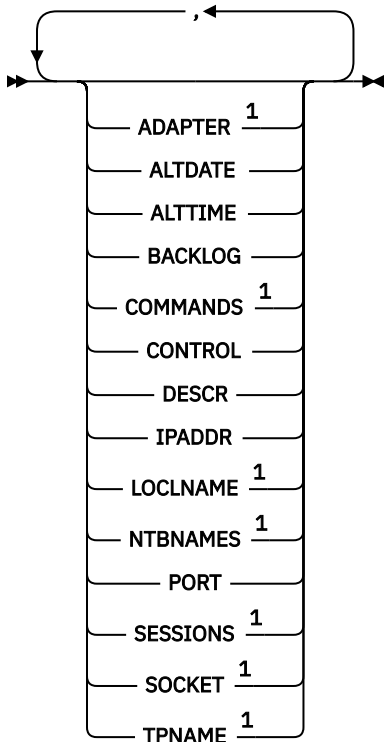 ,
ADAPTER 1
ALTDATE
ALTTIME
BACKLOG
COMMANDS 1
CONTROL
DESCR
IPADDR
LOCLNAME 1
NTBNAMES 1
PORT
SESSIONS 1
SOCKET 1
TPNAME 1